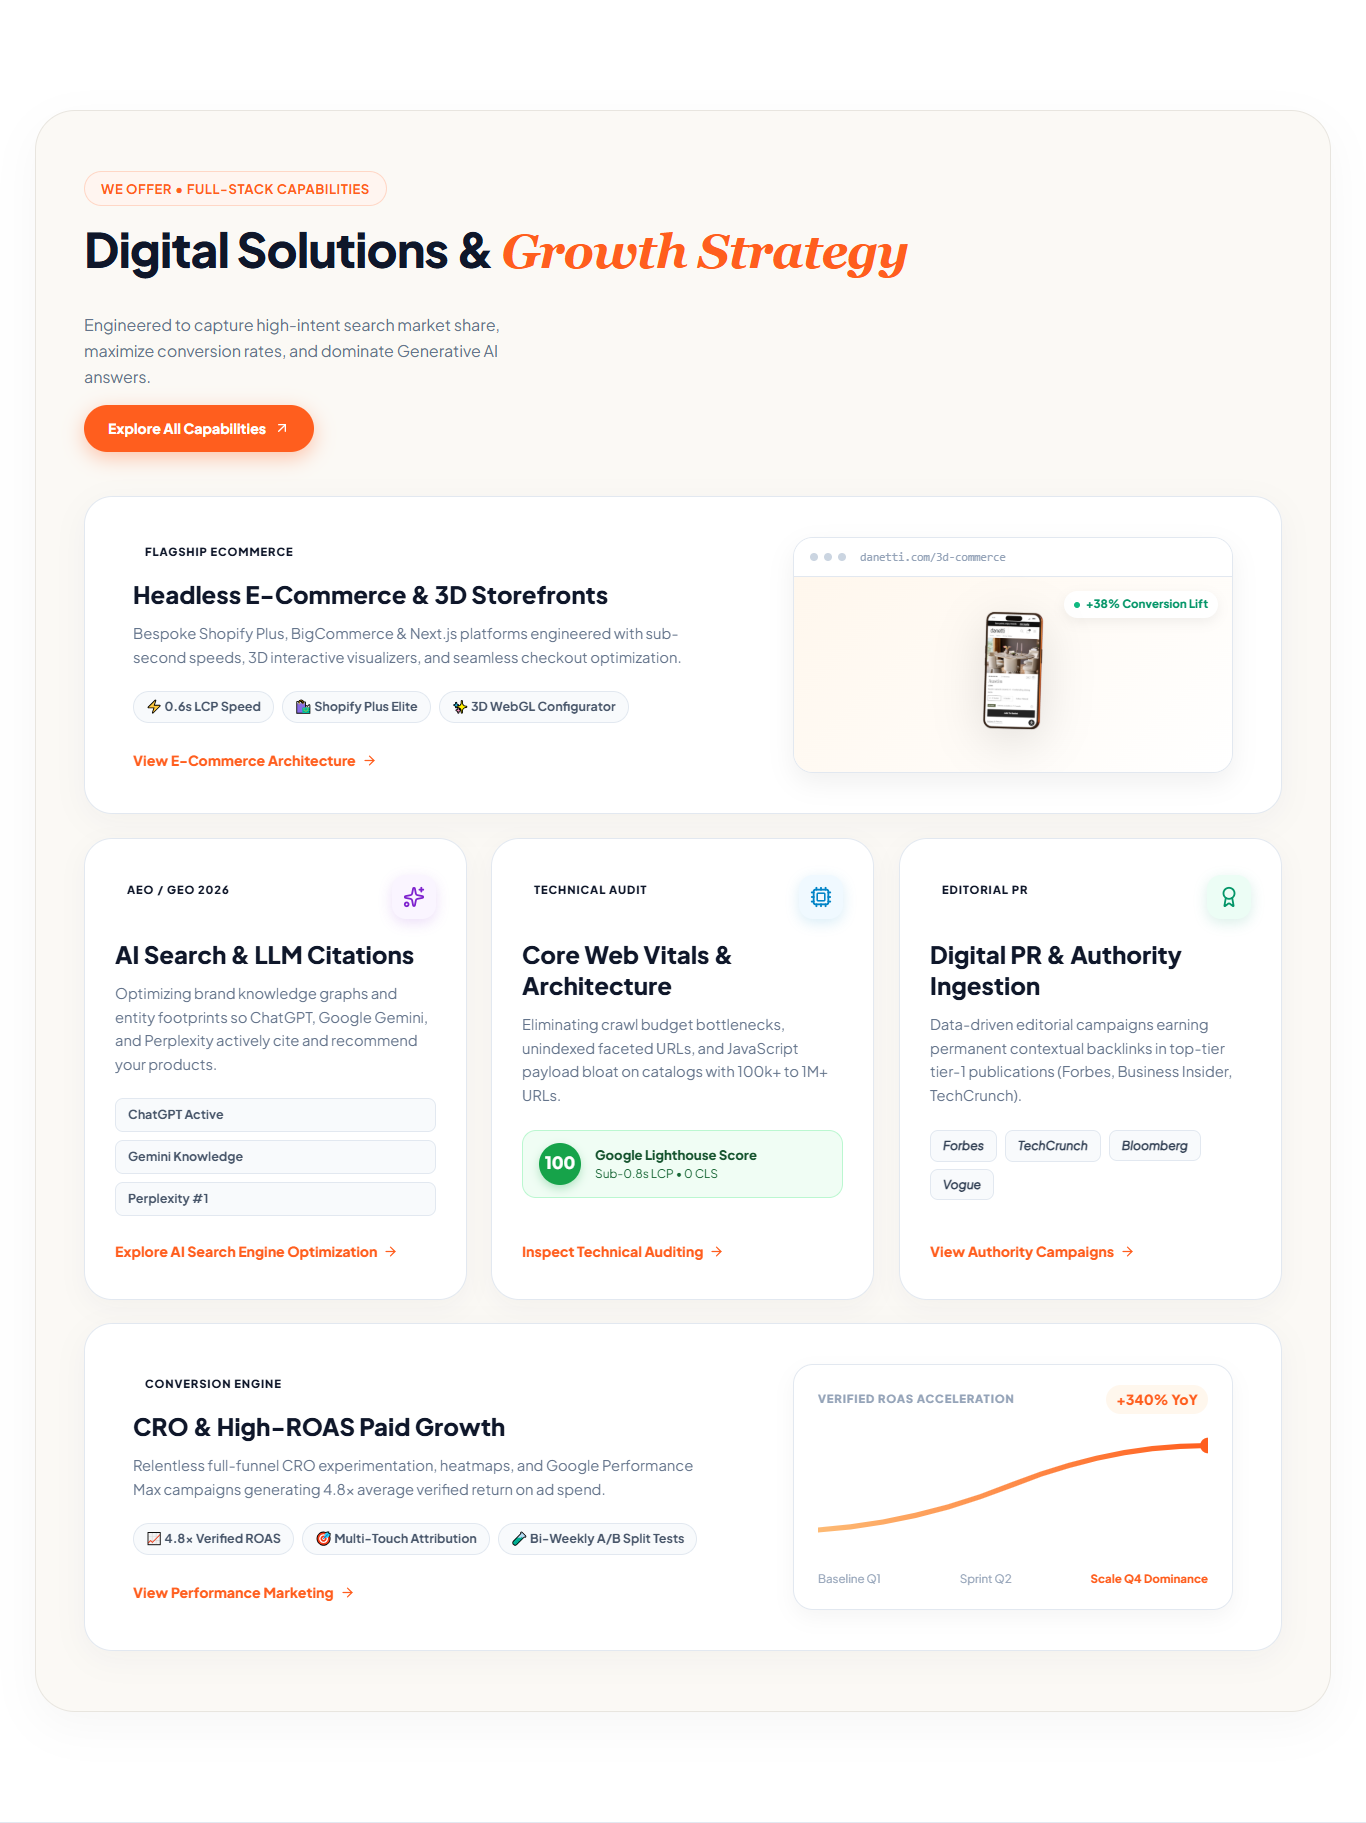 WE OFFER • FULL-STACK CAPABILITIES
Digital Solutions & Growth Strategy
Engineered to capture high-intent search market share,
maximize conversion rates, and dominate Generative AI
answers.
Explore All Capabilities
FLAGSHIP ECOMMERCE
Headless E-Commerce & 3D Storefronts
Bespoke Shopify Plus, BigCommerce & Next.js platforms engineered with sub-
second speeds, 3D interactive visualizers, and seamless checkout optimization.
⚡ 0.6s LCP Speed
🛍️ Shopify Plus Elite
✨ 3D WebGL Configurator
View E-Commerce Architecture →
danetti.com/3d-commerce
+38% Conversion Lift
danetti
AEO / GEO 2026
AI Search & LLM Citations
Optimizing brand knowledge graphs and
entity footprints so ChatGPT, Google Gemini,
and Perplexity actively cite and recommend
your products.
ChatGPT Active
Gemini Knowledge
Perplexity #1
Explore AI Search Engine Optimization →
TECHNICAL AUDIT
Core Web Vitals &
Architecture
Eliminating crawl budget bottlenecks,
unindexed faceted URLs, and JavaScript
payload bloat on catalogs with 100k+ to 1M+
URLs.
100
Google Lighthouse Score
Sub-0.8s LCP • 0 CLS
Inspect Technical Auditing →
EDITORIAL PR
Digital PR & Authority
Ingestion
Data-driven editorial campaigns earning
permanent contextual backlinks in top-tier
tier-1 publications (Forbes, Business Insider,
TechCrunch).
Forbes
TechCrunch
Bloomberg
Vogue
View Authority Campaigns →
CONVERSION ENGINE
CRO & High-ROAS Paid Growth
Relentless full-funnel CRO experimentation, heatmaps, and Google Performance
Max campaigns generating 4.8x average verified return on ad spend.
📈 4.8x Verified ROAS
🎯 Multi-Touch Attribution
🧪 Bi-Weekly A/B Split Tests
View Performance Marketing →
VERIFIED ROAS ACCELERATION
+340% YoY
Baseline Q1
Sprint Q2
Scale Q4 Dominance